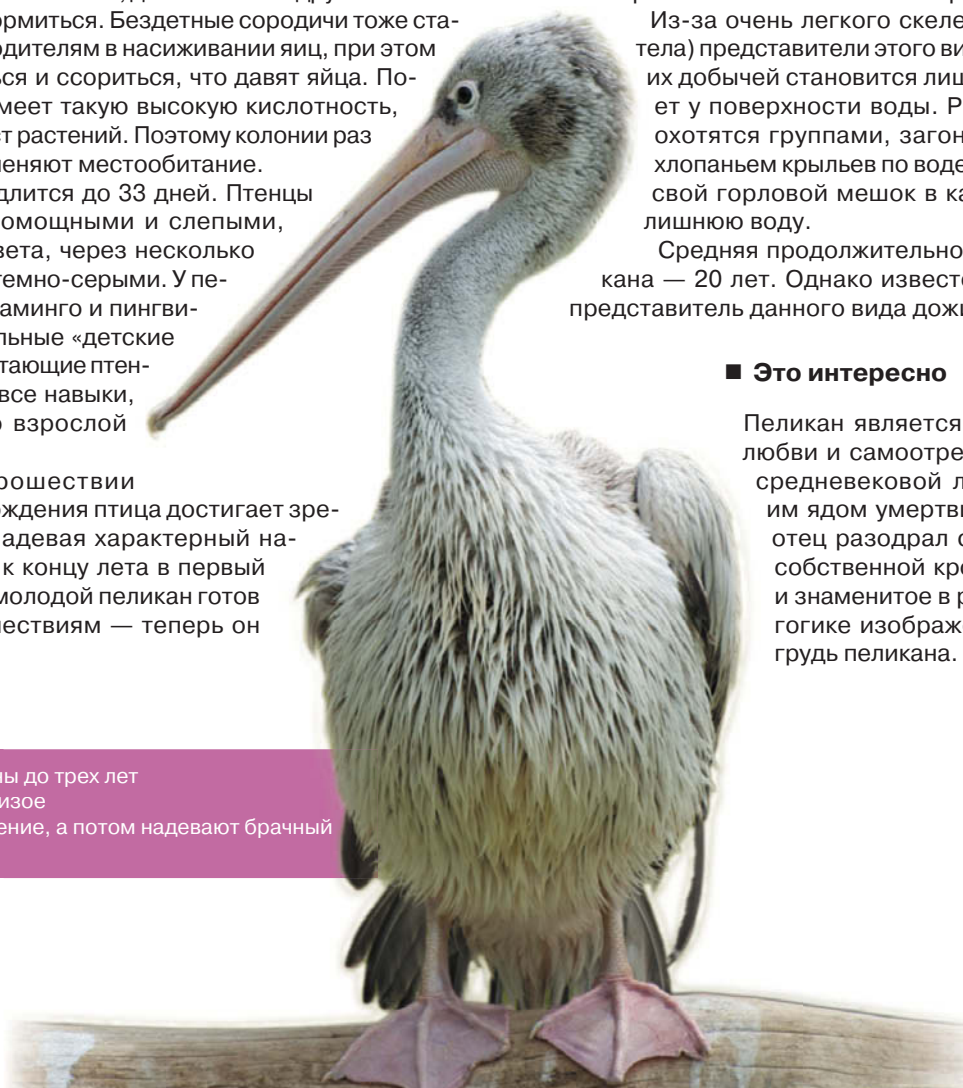 ормиться. Бездетные сородичи тоже ста-
одителям в насиживании яиц, при этом
ься и ссориться, что давят яйца. По-
меет такую высокую кислотность,
ст растений. Поэтому колонии раз
еняют местообитание.
длится до 33 дней. Птенцы
омощными и слепыми,
вета, через несколько
темно-серыми. У пе-
аминго и пингви-
льные «детские
тающие птен-
все навыки,
о взрослой
рошествии
ждения птица достигает зре-
адевая характерный на-
к концу лета в первый
молодой пеликан готов
ествиям — теперь он
ны до трех лет
изое
ение, а потом надевают брачный
Из-за очень легкого скеле
тела) представители этого ви
их добычей становится лиш
ет у поверхности воды. Р
охотятся группами, загон
хлопаньем крыльев по воде
свой горловой мешок в ка
лишнюю воду.
Средняя продолжительно
кана — 20 лет. Однако извест
представитель данного вида дожи
■ Это интересно
Пеликан является
любви и самоотре
средневековой л
им ядом умертви
отец разодрал с
собственной кро
и знаменитое в р
гогике изображ
грудь пеликана.